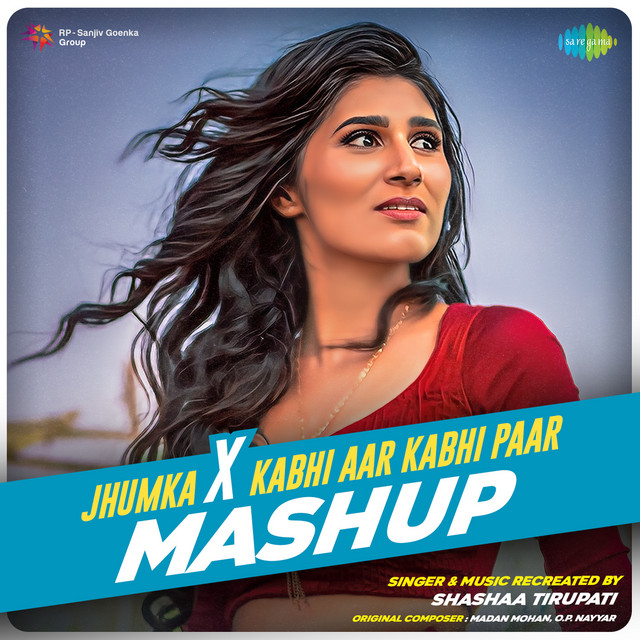 RP - Sanjiv Goenka
Group
saregama
JHUMKA X KABHI AAR KABHI PAAR
MASHUP
SINGER & MUSIC RECREATED BY
SHASHAA TIRUPATI
ORIGINAL COMPOSER : MADAN MOHAN, O.P. NAYYAR